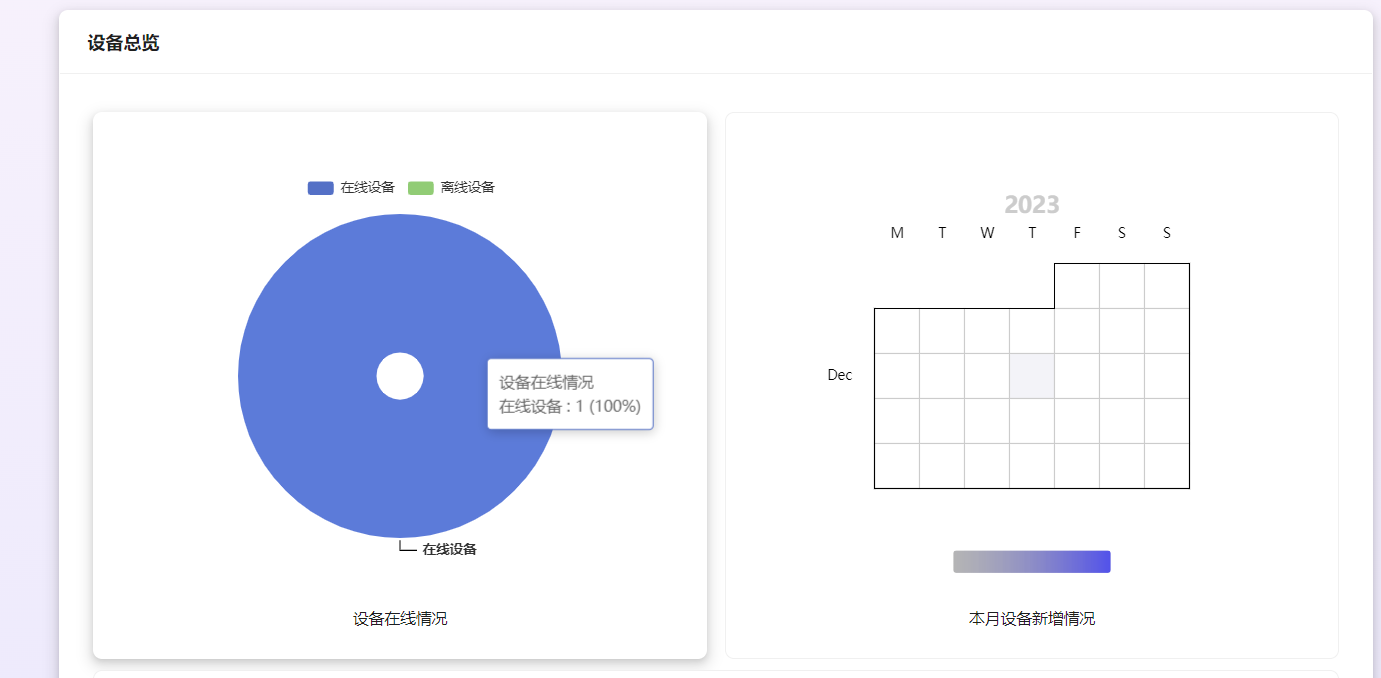 设备总览
在线设备 离线设备
设备在线情况
在线设备 : 1 (100%)
在线设备
设备在线情况
2023
M T W T F S S
Dec
本月设备新增情况